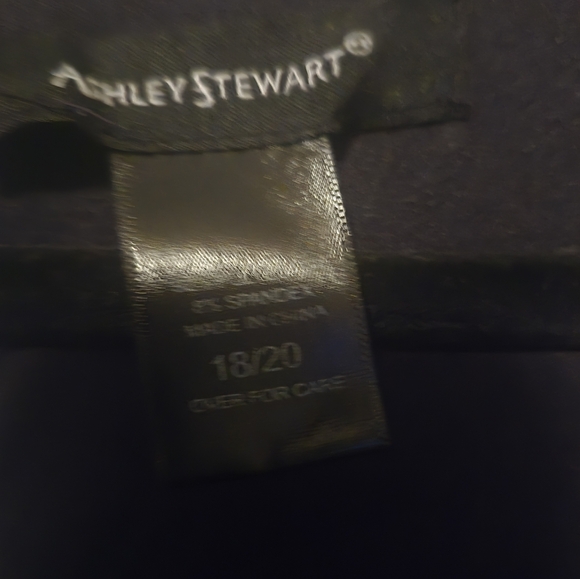 ASHLEY STEWART®
SPANDEX
MADE IN CHINA
18/20
OVER FOR CARE